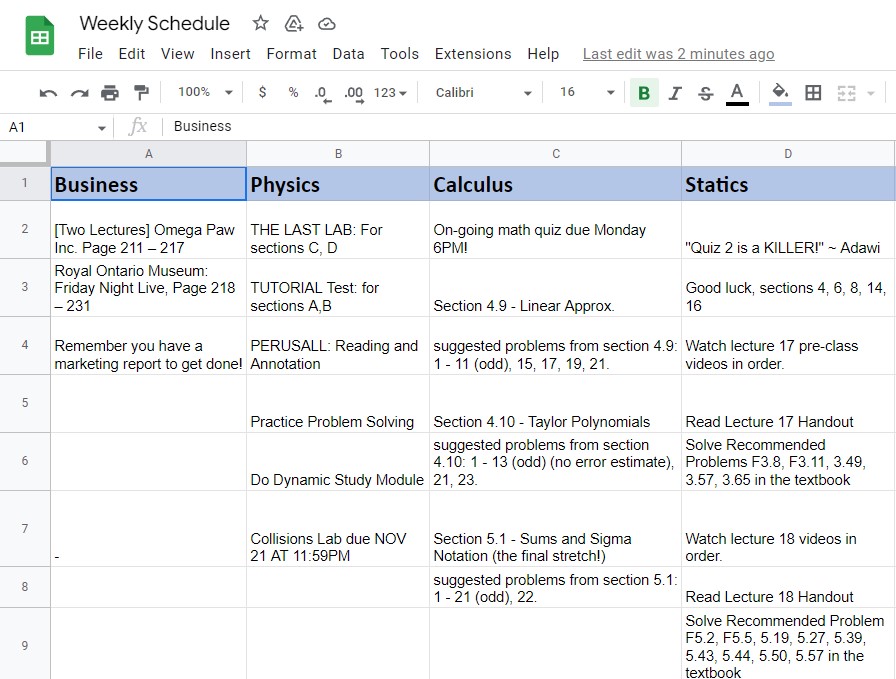 Weekly Schedule
File Edit View Insert Format Data Tools Extensions Help Last edit was 2 minutes ago
100% $ % .0 .00 123 Calibri 16 B I S A
A1 fx Business
A B C D
1 Business Physics Calculus Statics
2
[Two Lectures] Omega Paw
Inc. Page 211 – 217
THE LAST LAB: For
sections C, D
On-going math quiz due Monday
6PM!
"Quiz 2 is a KILLER!" ~ Adawi
3
Royal Ontario Museum:
Friday Night Live, Page 218
– 231
TUTORIAL Test: for
sections A,B
Section 4.9 - Linear Approx.
Good luck, sections 4, 6, 8, 14,
16
4
Remember you have a
marketing report to get done!
PERUSALL: Reading and
Annotation
suggested problems from section 4.9:
1 - 11 (odd), 15, 17, 19, 21.
Watch lecture 17 pre-class
videos in order.
5
Practice Problem Solving
Section 4.10 - Taylor Polynomials
Read Lecture 17 Handout
6
Do Dynamic Study Module
suggested problems from section
4.10: 1 - 13 (odd) (no error estimate),
21, 23.
Solve Recommended
Problems F3.8, F3.11, 3.49,
3.57, 3.65 in the textbook
7
-
Collisions Lab due NOV
21 AT 11:59PM
Section 5.1 - Sums and Sigma
Notation (the final stretch!)
Watch lecture 18 videos in
order.
8
suggested problems from section 5.1:
1 - 21 (odd), 22.
Read Lecture 18 Handout
9
Solve Recommended Problem
F5.2, F5.5, 5.19, 5.27, 5.39,
5.43, 5.44, 5.50, 5.57 in the
textbook